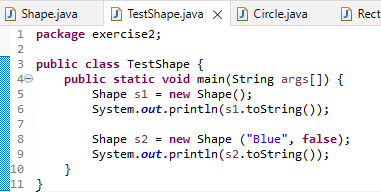 Shape.java TestShape.java Circle.java Rect
1 package exercise2;
2
3 public class TestShape {
4 public static void main(String args[]) {
5 Shape s1 = new Shape();
6 System.out.println(s1.toString());
7
8 Shape s2 = new Shape ("Blue", false);
9 System.out.println(s2.toString());
10 }
11 }